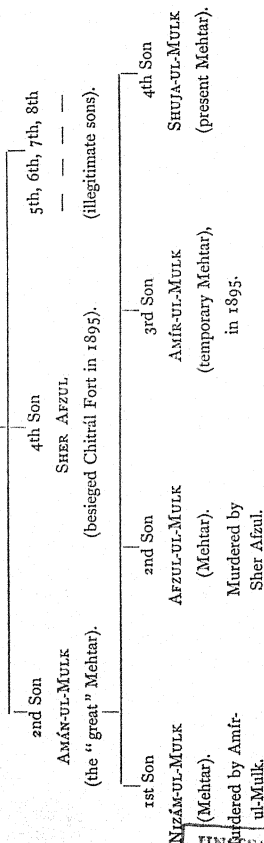 2nd Son
AMÁN-UL-MULK
(the “great” Mehtar).
4th Son
SHER AFZUL
(besieged Chitrál Fort in 1895).
5th, 6th, 7th, 8th
— — — —
(illegitimate sons).
1st Son
NIZÁM-UL-MULK
(Mehtar).
Murdered by Amír-
ul-Mulk.
2nd Son
AFZUL-UL-MULK
(Mehtar).
Murdered by
Sher Afzul.
3rd Son
AMÍR-UL-MULK
(temporary Mehtar),
in 1895.
4th Son
SHUJA-UL-MULK
(present Mehtar).